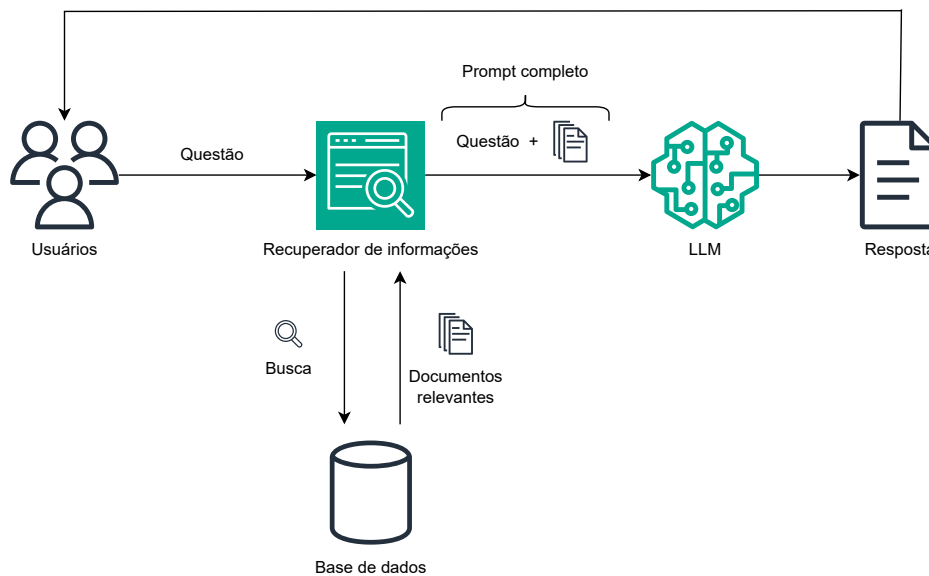 Prompt completo
Questão
Questão +
Usuários
Recuperador de informações
LLM
Resposta
Busca
Documentos
relevantes
Base de dados